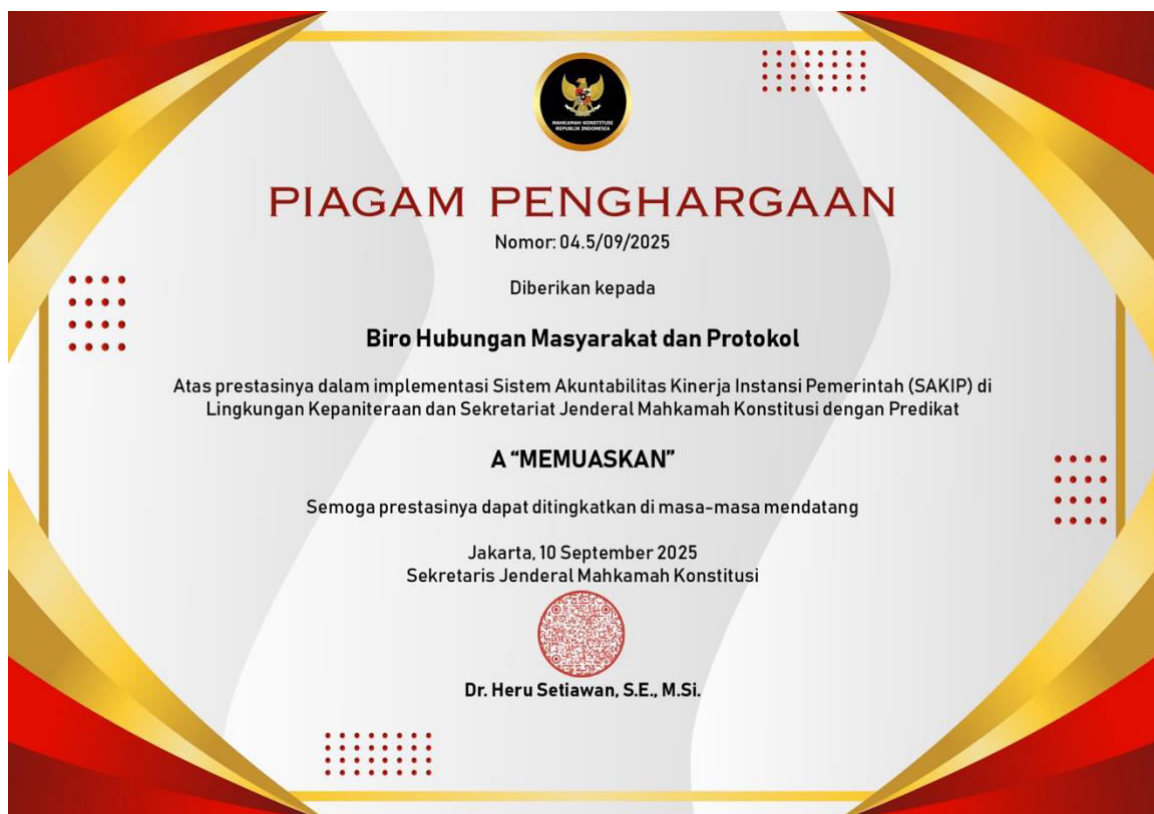 MAHKAMAH KONSTITUSI
REPUBLIK INDONESIA
PIAGAM PENGHARGAAN
Nomor: 04.5/09/2025
Diberikan kepada
Biro Hubungan Masyarakat dan Protokol
Atas prestasinya dalam implementasi Sistem Akuntabilitas Kinerja Instansi Pemerintah (SAKIP) di
Lingkungan Kepaniteraan dan Sekretariat Jenderal Mahkamah Konstitusi dengan Predikat
A “MEMUASKAN”
Semoga prestasinya dapat ditingkatkan di masa-masa mendatang
Jakarta, 10 September 2025
Sekretaris Jenderal Mahkamah Konstitusi
Dr. Heru Setiawan, S.E., M.Si.